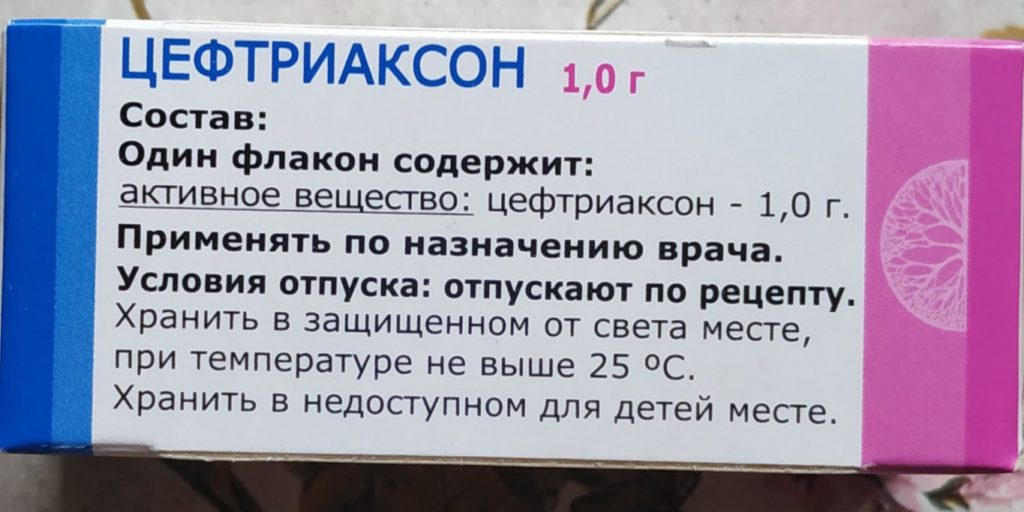 ЦЕФТРИАКСОН 1,0 г
Состав:
Один флакон содержит:
активное вещество: цефтриаксон - 1,0 г.
Применять по назначению врача.
Условия отпуска: отпускают по рецепту.
Хранить в защищенном от света месте,
при температуре не выше 25 ºС.
Хранить в недоступном для детей месте.